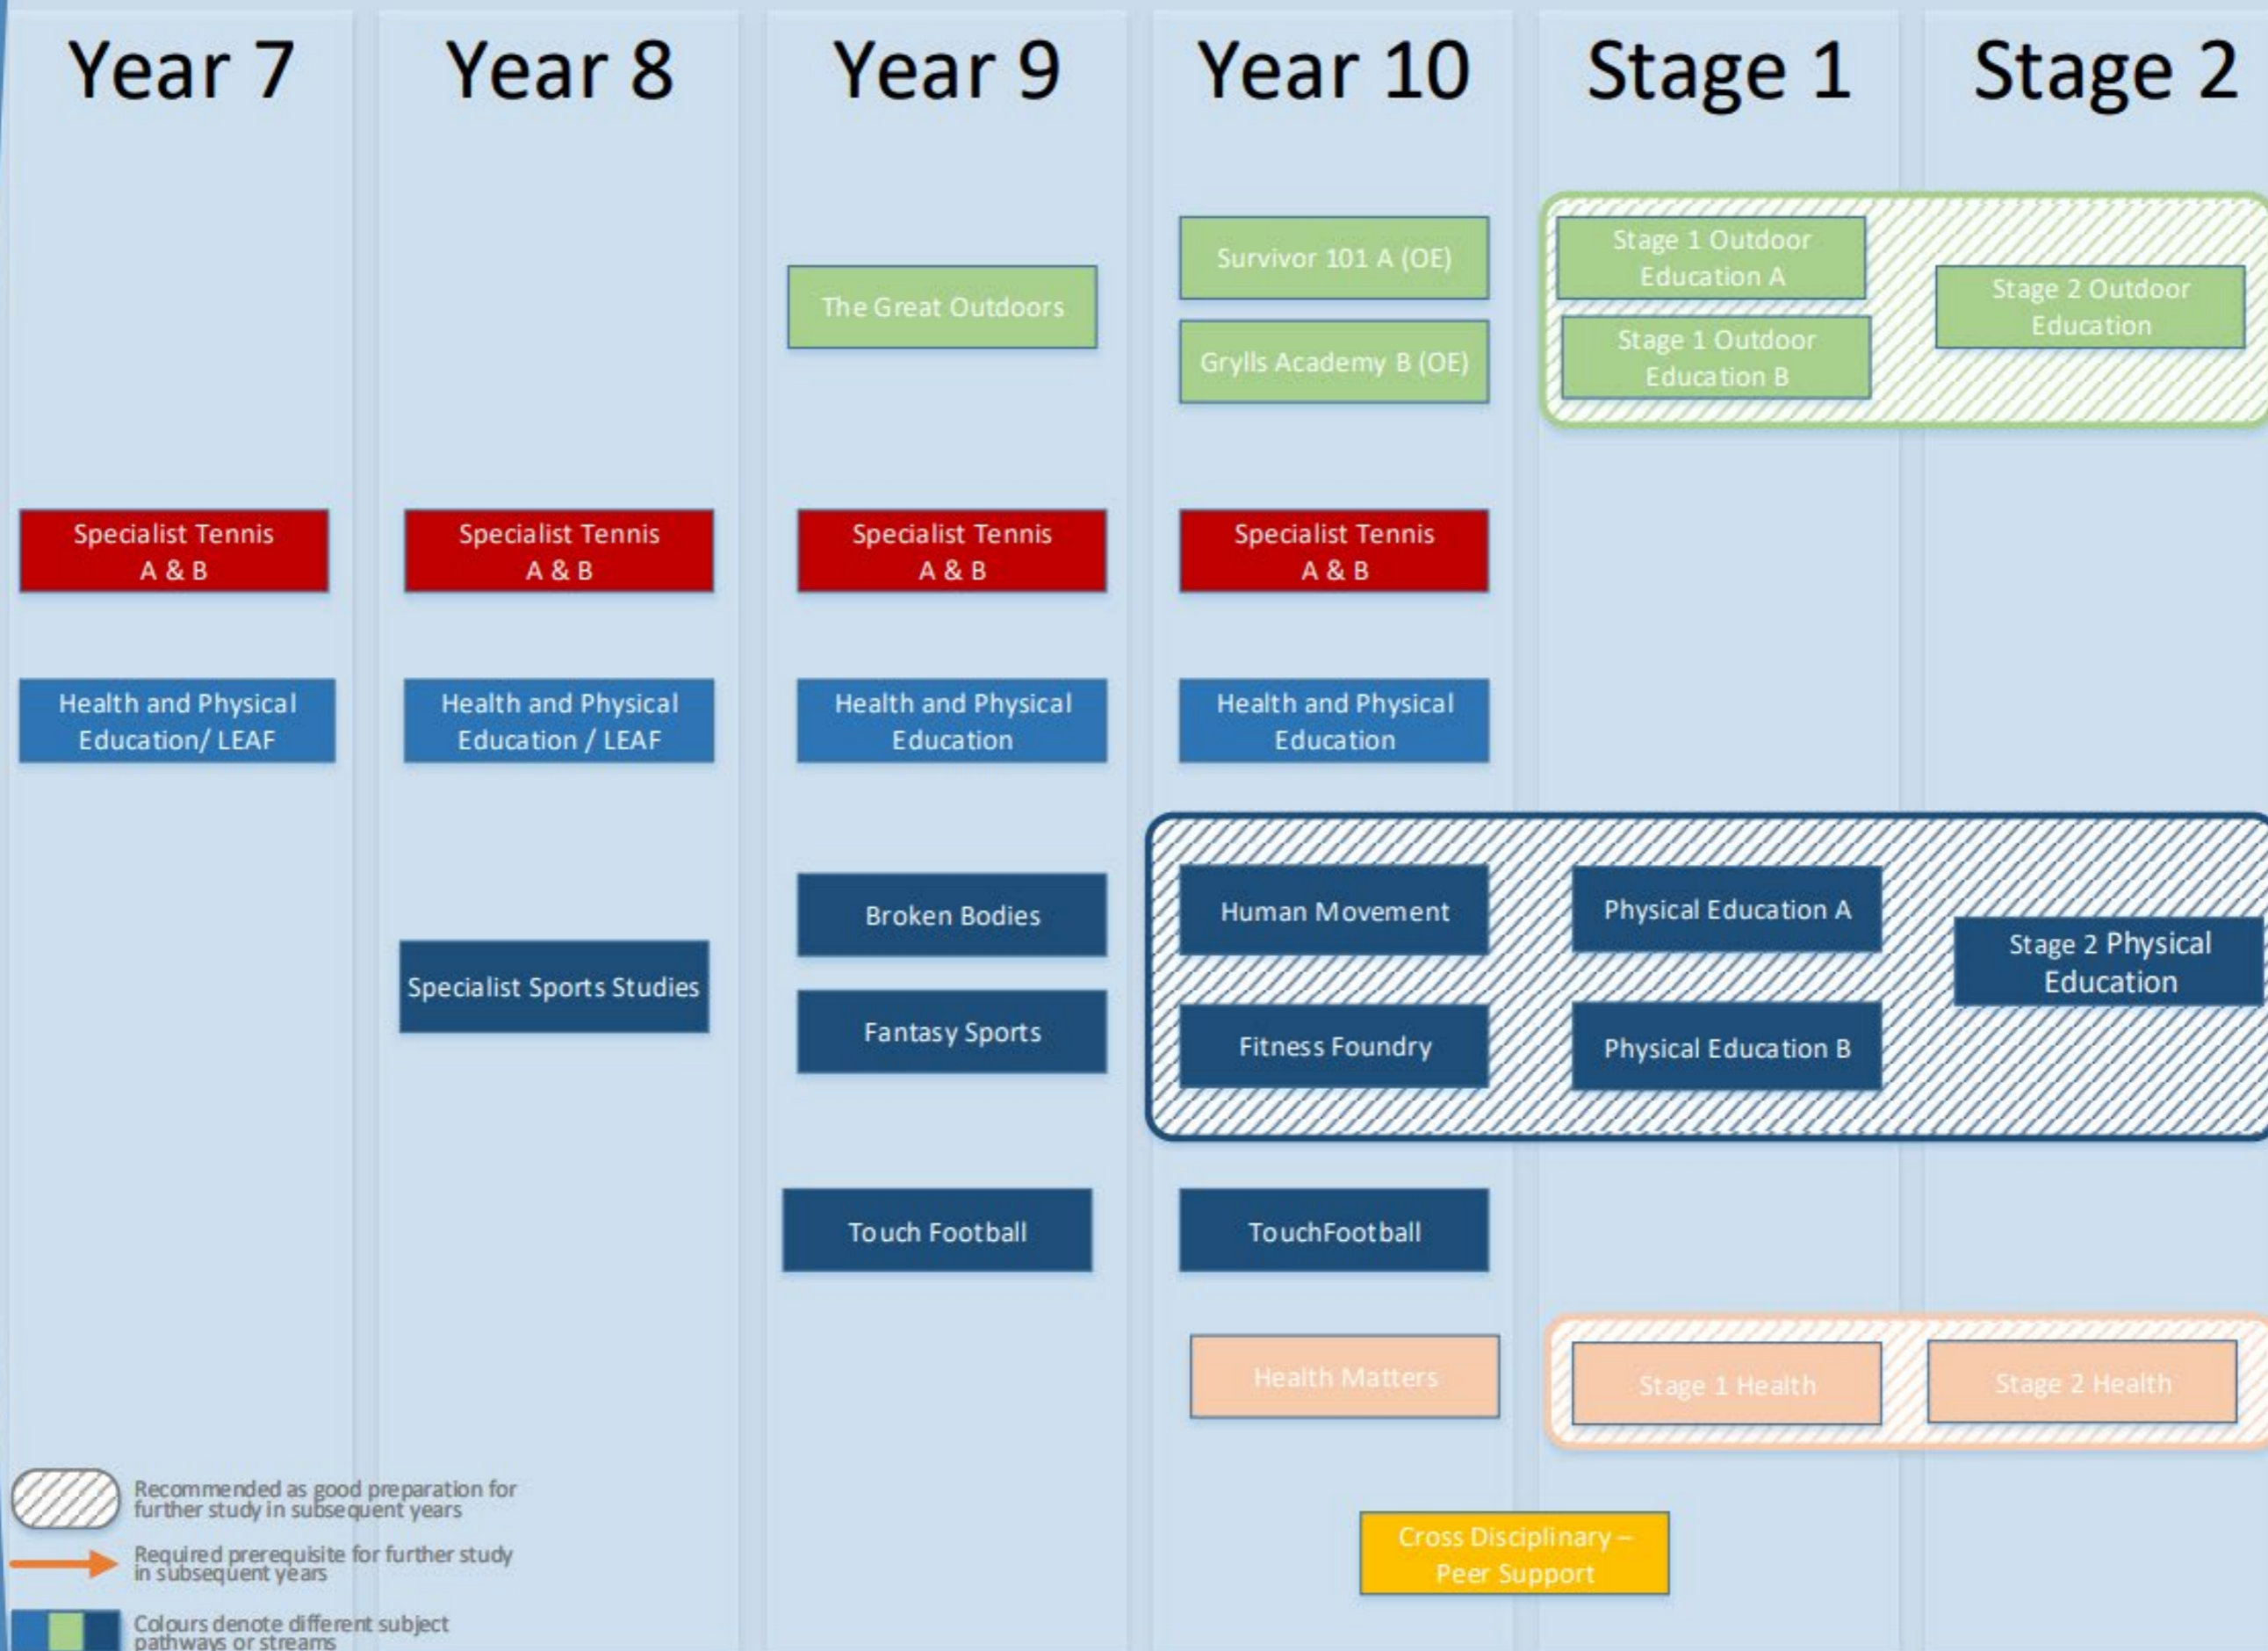 Year 7
Year 8
Year 9
Year 10
Stage 1
Stage 2
The Great Outdoors
Survivor 101 A (OE)
Grylls Academy B (OE)
Stage 1 Outdoor
Education A
Stage 1 Outdoor
Education B
Stage 2 Outdoor
Education
Specialist Tennis
A & B
Specialist Tennis
A & B
Specialist Tennis
A & B
Specialist Tennis
A & B
Health and Physical
Education/ LEAF
Health and Physical
Education / LEAF
Health and Physical
Education
Health and Physical
Education
Specialist Sports Studies
Broken Bodies
Fantasy Sports
Human Movement
Fitness Foundry
Physical Education A
Physical Education B
Stage 2 Physical
Education
Touch Football
TouchFootball
Health Matters
Stage 1 Health
Stage 2 Health
Cross Disciplinary –
Peer Support
Recommended as good preparation for
further study in subsequent years
Required prerequisite for further study
in subsequent years
Colours denote different subject
pathways or streams